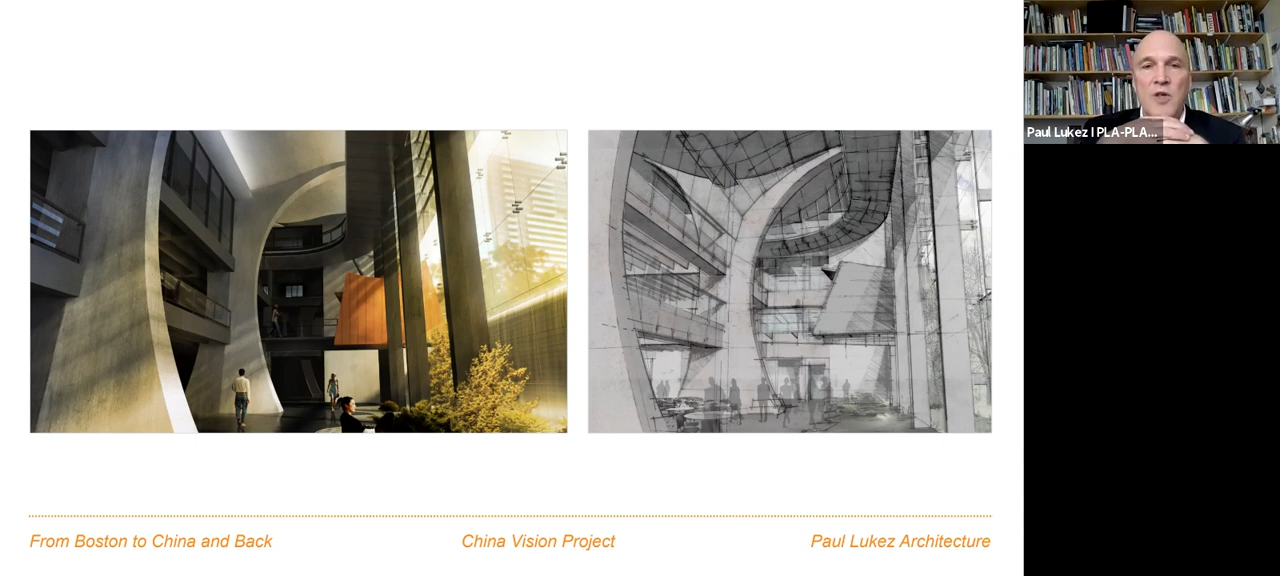 Paul Lukez I PLA-PLA...
From Boston to China and Back
China Vision Project
Paul Lukez Architecture